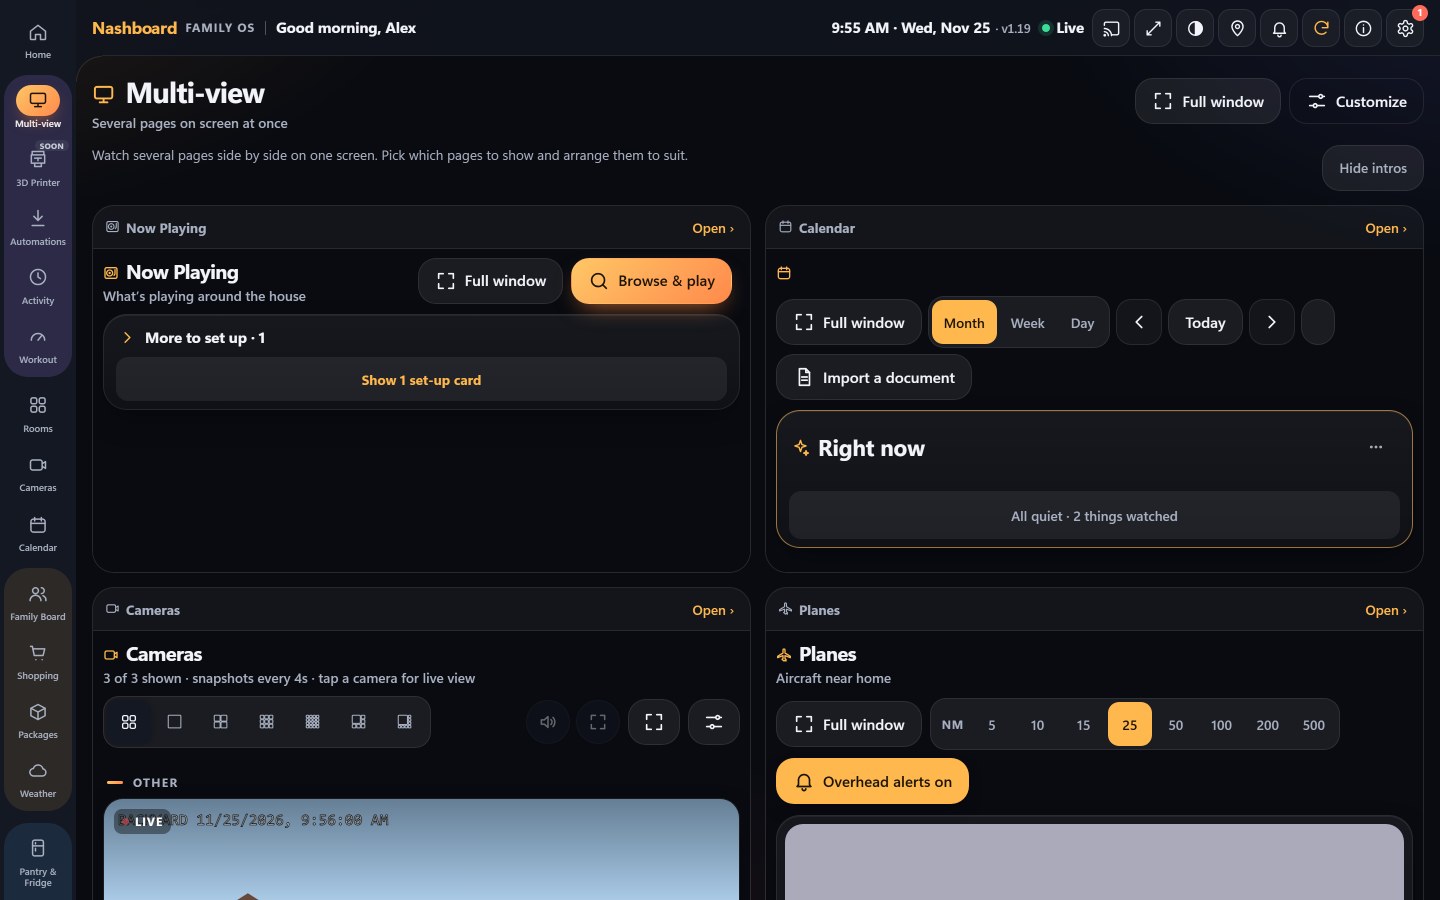 Nashboard FAMILY OS Good morning, Alex
9:55 AM · Wed, Nov 25 · v1.19 Live
1
Home
Multi-view
SOON
3D Printer
Automations
Activity
Workout
Rooms
Cameras
Calendar
Family Board
Shopping
Packages
Weather
Pantry &
Fridge
Multi-view
Several pages on screen at once
Full window
Customize
Watch several pages side by side on one screen. Pick which pages to show and arrange them to suit.
Hide intros
Now Playing
Open ›
Now Playing
What's playing around the house
Full window
Browse & play
More to set up · 1
Show 1 set-up card
Calendar
Open ›
Full window
Month Week Day
Today
Import a document
Right now
All quiet · 2 things watched
Cameras
Open ›
Cameras
3 of 3 shown · snapshots every 4s · tap a camera for live view
OTHER
LIVE
11/25/2026, 9:56:00 AM
Planes
Open ›
Planes
Aircraft near home
Full window
NM 5 10 15 25 50 100 200 500
Overhead alerts on